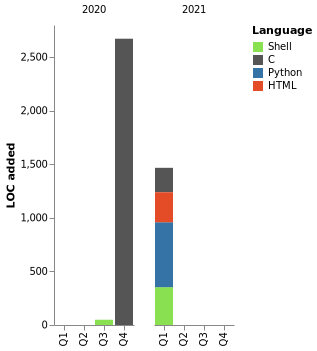 2020 2021
Language
Shell
C
Python
HTML
LOC added
2,500
2,000
1,500
1,000
500
0
Q1 Q2 Q3 Q4 Q1 Q2 Q3 Q4